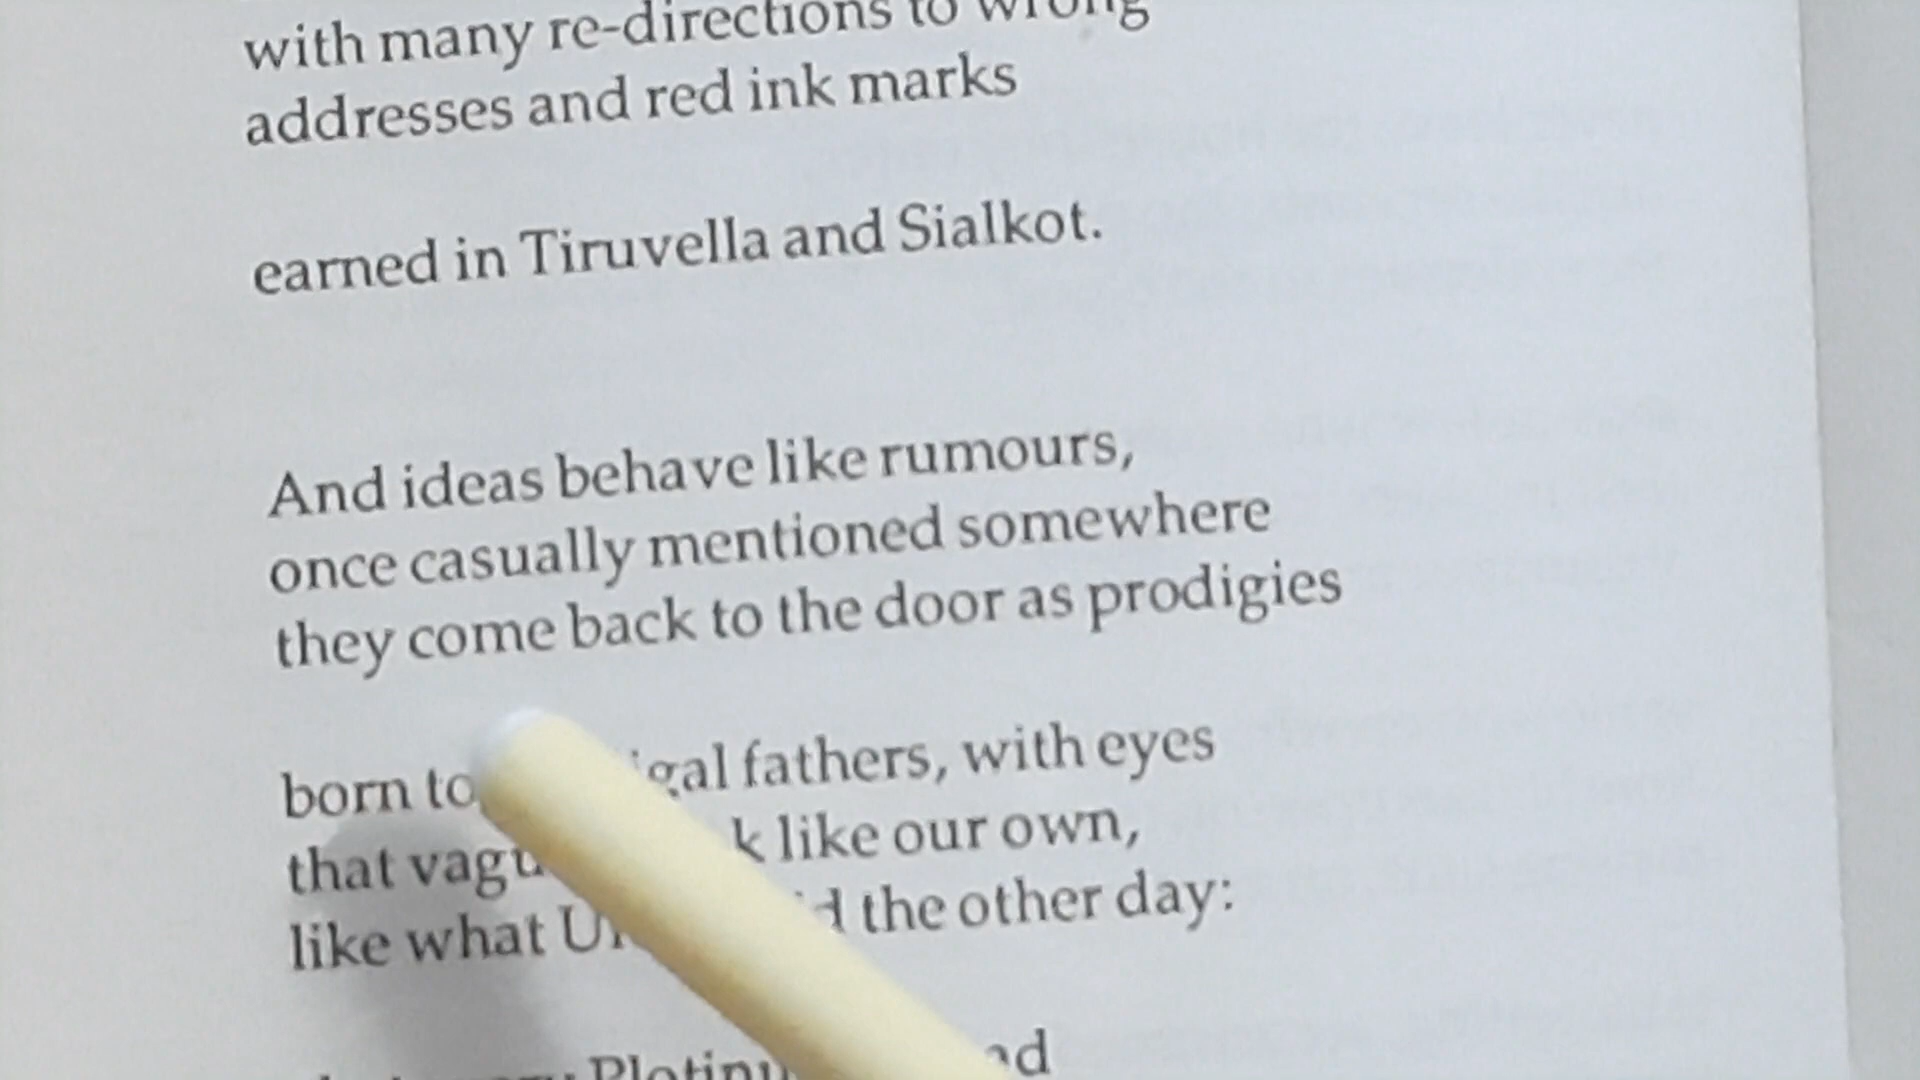 with many re-directions to wrong
addresses and red ink marks
earned in Tiruvella and Sialkot.
And ideas behave like rumours,
once casually mentioned somewhere
they come back to the door as prodigies
born to fathers, with eyes
that like our own,
like what the other day: